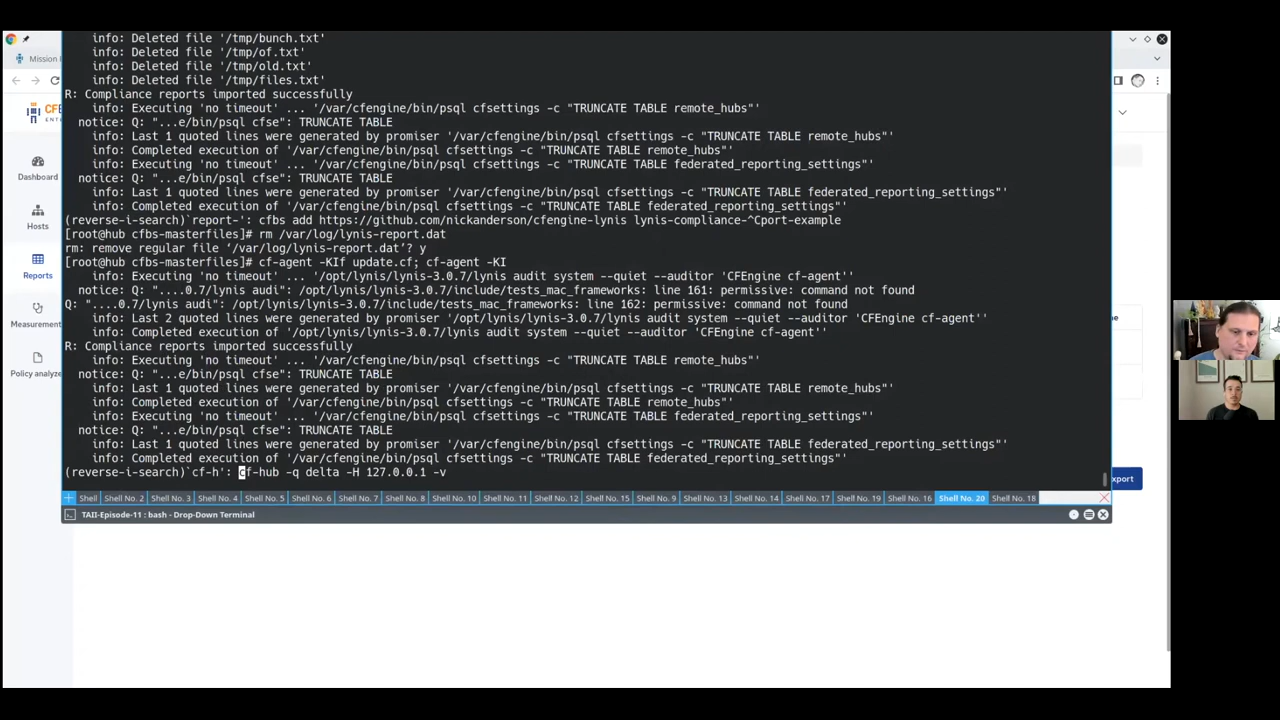 info: Deleted file '/tmp/bunch.txt'
info: Deleted file '/tmp/of.txt'
info: Deleted file '/tmp/old.txt'
info: Deleted file '/tmp/files.txt'
R: Compliance reports imported successfully
info: Executing 'no timeout' ... '/var/cfengine/bin/psql cfsettings -c "TRUNCATE TABLE remote_hubs"'
notice: Q: "...e/bin/psql cfse": TRUNCATE TABLE
info: Last 1 quoted lines were generated by promiser '/var/cfengine/bin/psql cfsettings -c "TRUNCATE TABLE remote_hubs"'
info: Completed execution of '/var/cfengine/bin/psql cfsettings -c "TRUNCATE TABLE remote_hubs"'
info: Executing 'no timeout' ... '/var/cfengine/bin/psql cfsettings -c "TRUNCATE TABLE federated_reporting_settings"'
notice: Q: "...e/bin/psql cfse": TRUNCATE TABLE
info: Last 1 quoted lines were generated by promiser '/var/cfengine/bin/psql cfsettings -c "TRUNCATE TABLE federated_reporting_settings"'
info: Completed execution of '/var/cfengine/bin/psql cfsettings -c "TRUNCATE TABLE federated_reporting_settings"'
(reverse-i-search)`report-': cfbs add https://github.com/nickanderson/cfengine-lynis lynis-compliance-^Cport-example
[root@hub cfbs-masterfiles]# rm /var/log/lynis-report.dat
rm: remove regular file ‘/var/log/lynis-report.dat’? y
[root@hub cfbs-masterfiles]# cf-agent -KIf update.cf; cf-agent -KI
info: Executing 'no timeout' ... '/opt/lynis/lynis-3.0.7/lynis audit system --quiet --auditor 'CFEngine cf-agent''
notice: Q: "....0.7/lynis audi": /opt/lynis/lynis-3.0.7/include/tests_mac_frameworks: line 161: permissive: command not found
Q: "....0.7/lynis audi": /opt/lynis/lynis-3.0.7/include/tests_mac_frameworks: line 162: permissive: command not found
info: Last 2 quoted lines were generated by promiser '/opt/lynis/lynis-3.0.7/lynis audit system --quiet --auditor 'CFEngine cf-agent''
info: Completed execution of '/opt/lynis/lynis-3.0.7/lynis audit system --quiet --auditor 'CFEngine cf-agent''
R: Compliance reports imported successfully
info: Executing 'no timeout' ... '/var/cfengine/bin/psql cfsettings -c "TRUNCATE TABLE remote_hubs"'
notice: Q: "...e/bin/psql cfse": TRUNCATE TABLE
info: Last 1 quoted lines were generated by promiser '/var/cfengine/bin/psql cfsettings -c "TRUNCATE TABLE remote_hubs"'
info: Completed execution of '/var/cfengine/bin/psql cfsettings -c "TRUNCATE TABLE remote_hubs"'
info: Executing 'no timeout' ... '/var/cfengine/bin/psql cfsettings -c "TRUNCATE TABLE federated_reporting_settings"'
notice: Q: "...e/bin/psql cfse": TRUNCATE TABLE
info: Last 1 quoted lines were generated by promiser '/var/cfengine/bin/psql cfsettings -c "TRUNCATE TABLE federated_reporting_settings"'
info: Completed execution of '/var/cfengine/bin/psql cfsettings -c "TRUNCATE TABLE federated_reporting_settings"'
(reverse-i-search)`cf-h': cf-hub -q delta -H 127.0.0.1 -v
Shell Shell No. 2 Shell No. 3 Shell No. 4 Shell No. 5 Shell No. 6 Shell No. 7 Shell No. 8 Shell No. 10 Shell No. 11 Shell No. 12 Shell No. 15 Shell No. 9 Shell No. 13 Shell No. 14 Shell No. 17 Shell No. 19 Shell No. 16 Shell No. 20 Shell No. 18
TAII-Episode-11 : bash - Drop-Down Terminal
Mission
CF
ENT
Dashboard
Hosts
Reports
Measurem
Policy analyze
xport